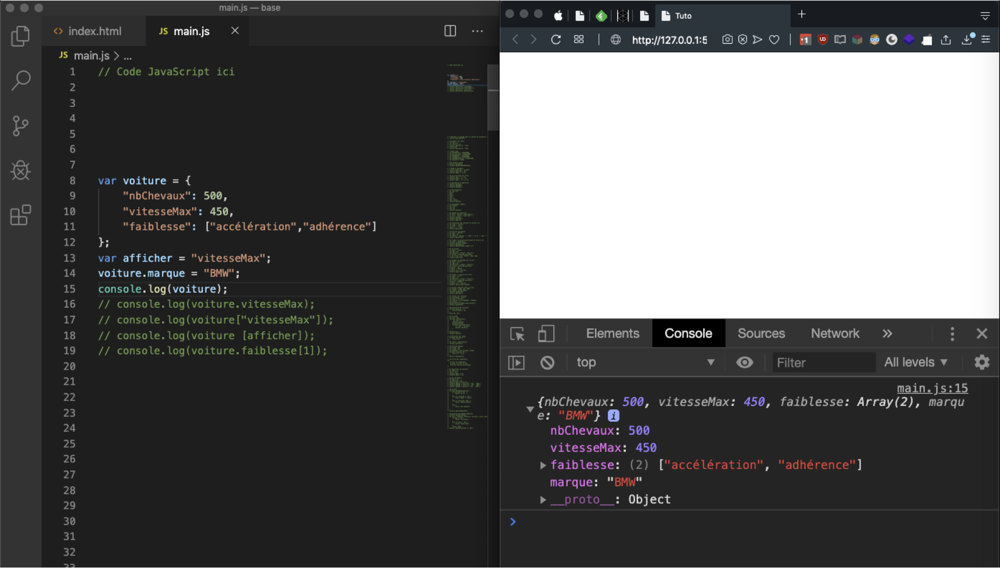 main.js — base
index.html
JS main.js
JS main.js > ...
1 // Code JavaScript ici
2
3
4
5
6
7
8 var voiture = {
9 "nbChevaux": 500,
10 "vitesseMax": 450,
11 "faiblesse": ["accélération","adhérence"]
12 };
13 var afficher = "vitesseMax";
14 voiture.marque = "BMW";
15 console.log(voiture);
16 // console.log(voiture.vitesseMax);
17 // console.log(voiture["vitesseMax"]);
18 // console.log(voiture [afficher]);
19 // console.log(voiture.faiblesse[1]);
20
21
22
23
24
25
26
27
28
29
30
31
32
33
Tuto
http://127.0.0.1:5
Elements Console Sources Network »
top Filter All levels
main.js:15
{nbChevaux: 500, vitesseMax: 450, faiblesse: Array(2), marqu
e: "BMW"} i
nbChevaux: 500
vitesseMax: 450
faiblesse: (2) ["accélération", "adhérence"]
marque: "BMW"
__proto__: Object